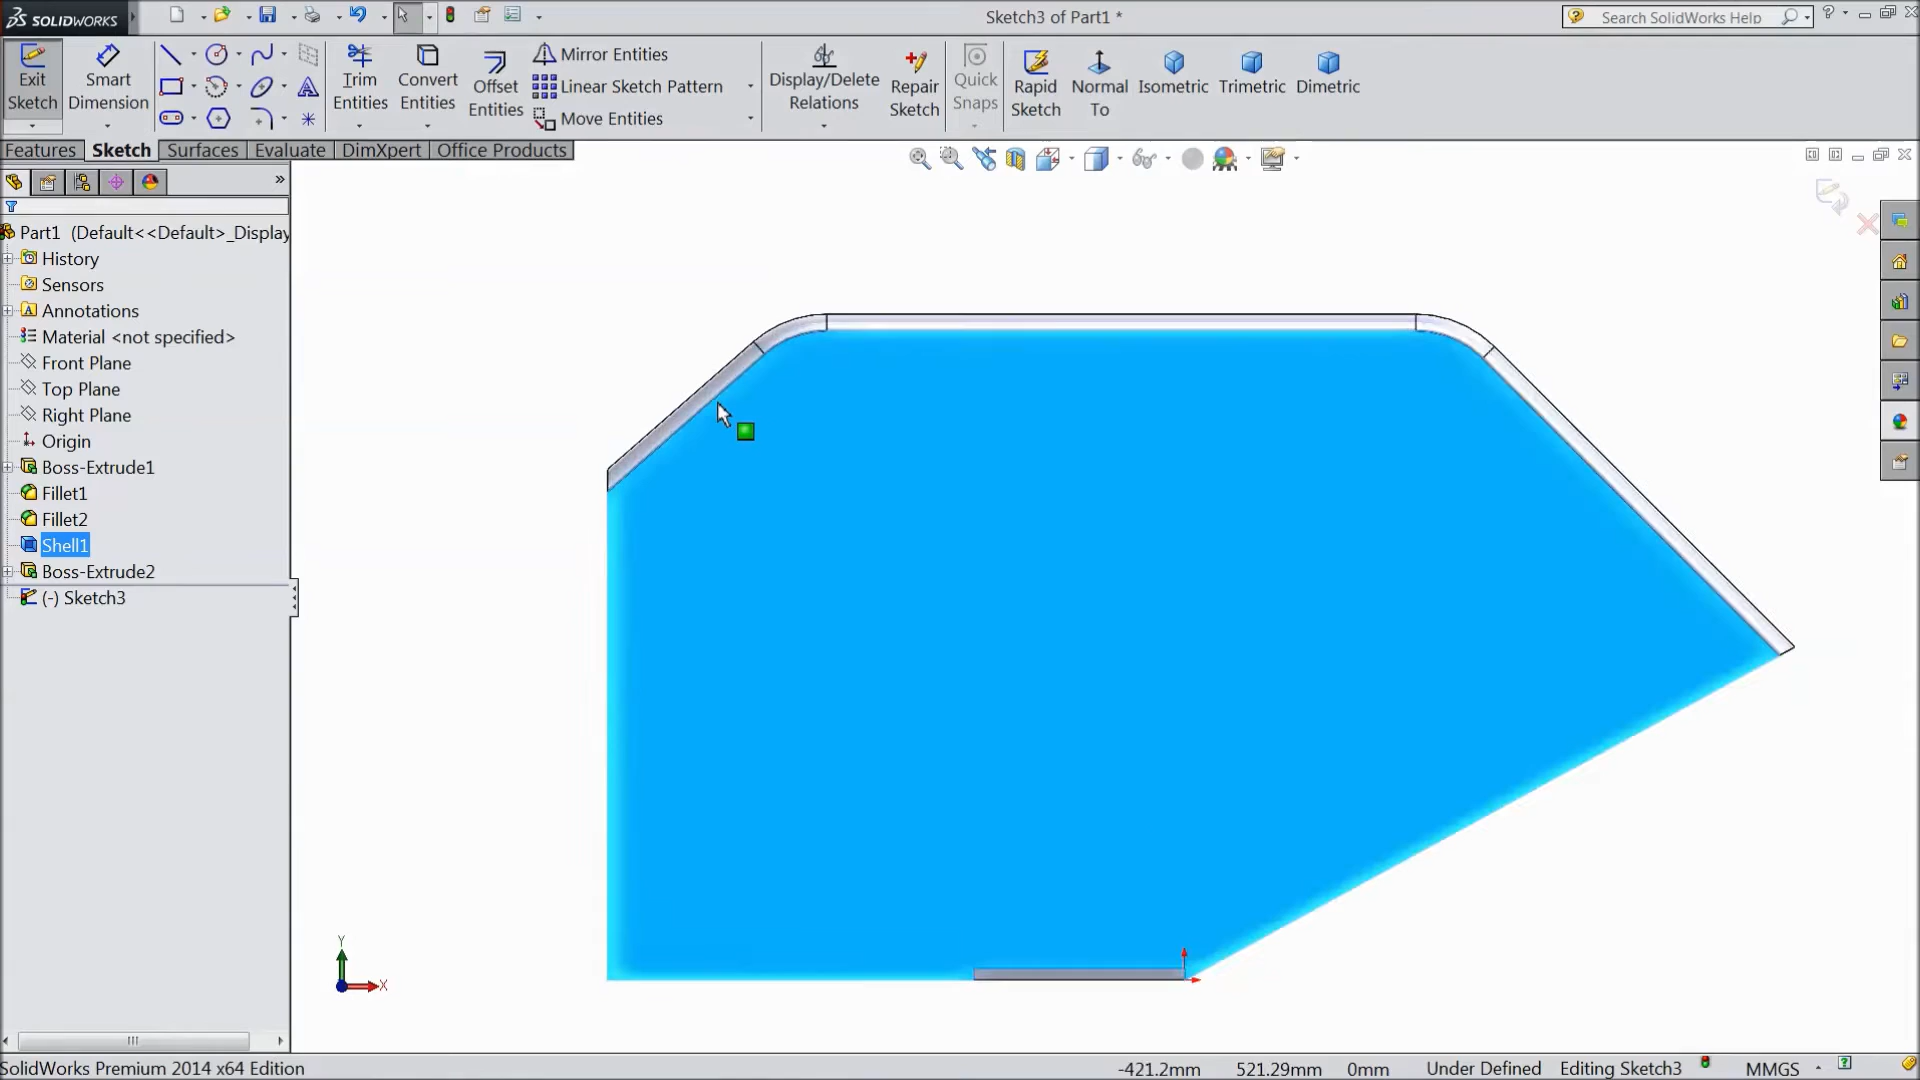 SOLIDWORKS
Sketch3 of Part1 *
Search SolidWorks Help
Exit Sketch
Smart Dimension
Trim Entities
Convert Entities
Offset Entities
Mirror Entities
Linear Sketch Pattern
Move Entities
Display/Delete Relations
Repair Sketch
Quick Snaps
Rapid Sketch
Normal To
Isometric
Trimetric
Dimetric
Features
Sketch
Surfaces
Evaluate
DimXpert
Office Products
Part1 (Default<<Default>_Display
History
Sensors
Annotations
Material <not specified>
Front Plane
Top Plane
Right Plane
Origin
Boss-Extrude1
Fillet1
Fillet2
Shell1
Boss-Extrude2
(-) Sketch3
Y
X
SolidWorks Premium 2014 x64 Edition
-421.2mm
521.29mm
0mm
Under Defined
Editing Sketch3
MMGS